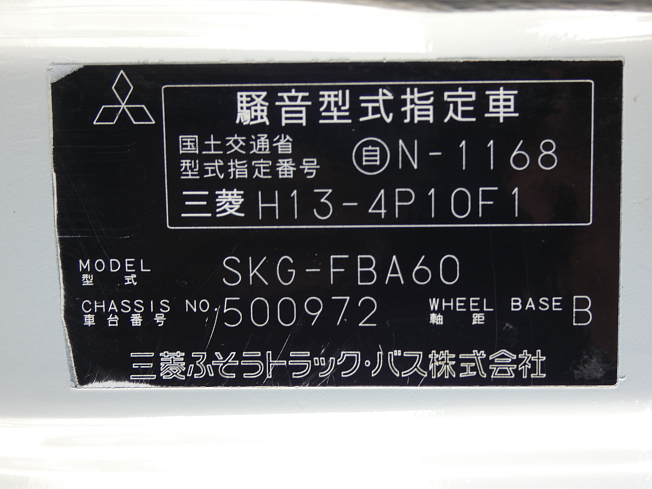 騒音型式指定車
国土交通省
型式指定番号 自N-1168
三菱 H13-4P10F1
MODEL SKG-FBA60
型式
CHASSIS NO. 500972 WHEEL BASE B
車台番号 軸距
三菱ふそうトラック・バス株式会社